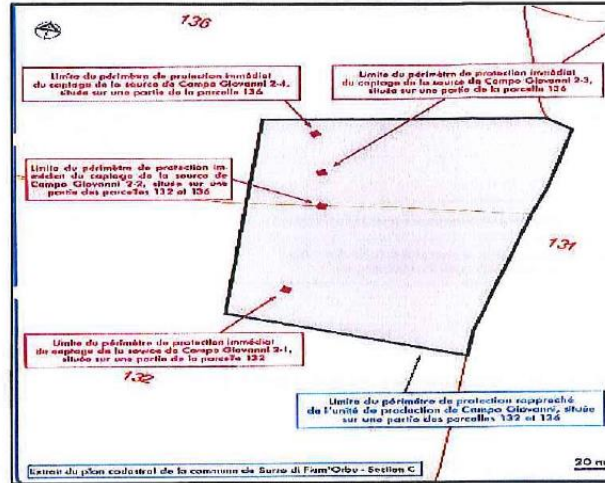 136
Limite du périmètre de protection immédiat
du captage de la source de Campo Giovanni 2-4,
située sur une partie de la parcelle 136
Limite du périmètre de protection immédiat
du captage de la source de Campo Giovanni 2-3,
située sur une partie de la parcelle 136
Limite du périmètre de protection im-
médiat du captage de la source de
Campo Giovanni 2-2, située sur une
partie des parcelles 132 et 136
131
Limite du périmètre de protection immédiat
du captage de la source de Campo Giovanni 2-1,
située sur une partie de la parcelle 132
132
Limite du périmètre de protection rapproché
de l'unité de production de Campo Giovanni, située
sur une partie des parcelles 132 et 136
Extrait du plan cadastral de la commune de Serra di Fium'Orbu - Section C
20 m